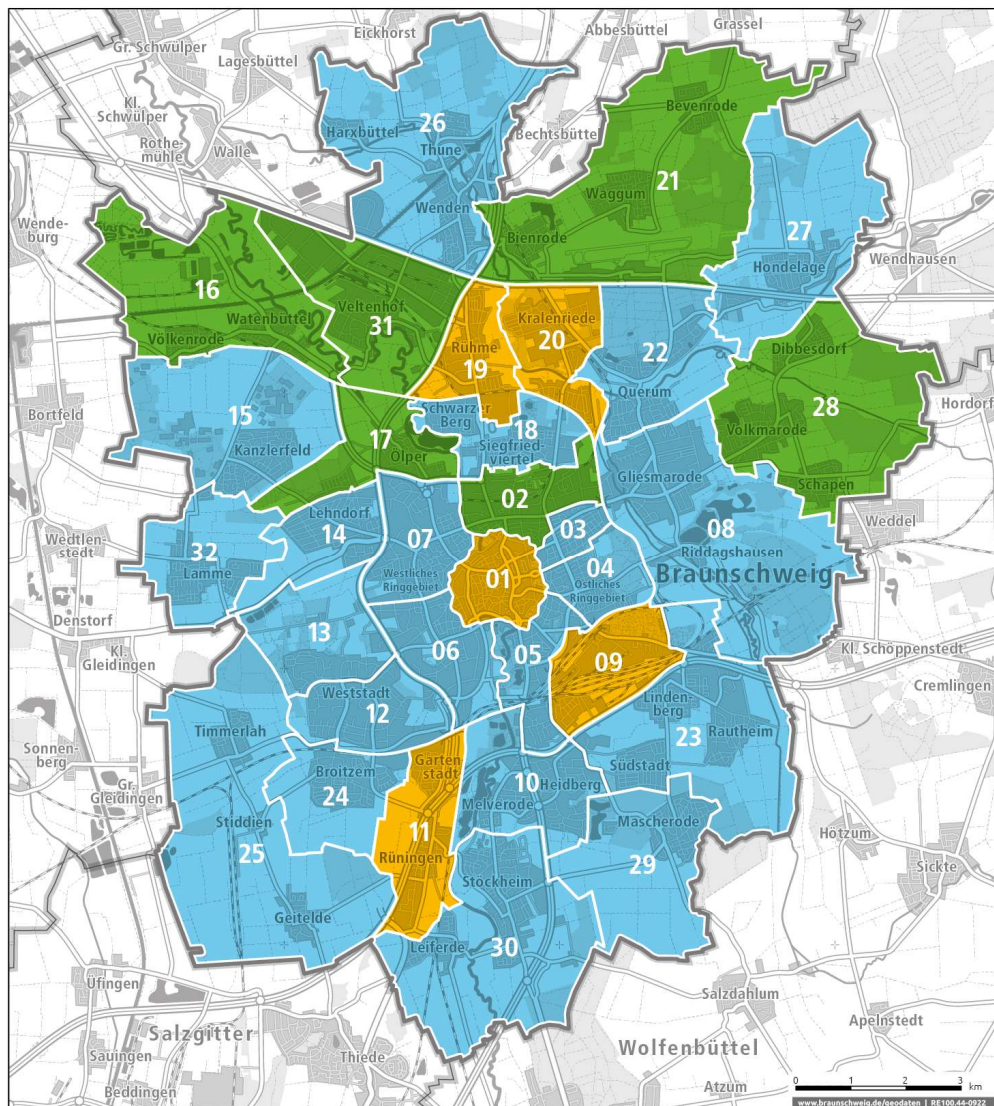 Eickhorst
Grassel
Gr. Schwülper
Abbesbüttel
Lagesbüttel
Kl.
Schwülper
26
Bevenrode
Harxbüttel
Thune
Bechtsbüttel
Rothe-
mühle
Walle
21
Waggum
Wenden
Wende-
burg
Bienrode
27
Wendhausen
Hondelage
16
Veltenhof
Watenbüttel
31
Kralenriede
Völkenrode
Rühme
20
22
Dibbesdorf
19
Querum
28
Hordorf
Bortfeld
15
Schwarzer
Berg
18
Siegfried-
viertel
Volkmarode
Kanzlerfeld
17
Ölper
Gliesmarode
Schapen
02
Lehndorf
14
07
03
08
Weddel
Wedtlen-
stedt
32
Lamme
Riddagshausen
Westliches
Ringgebiet
01
04
Östliches
Ringgebiet
Braunschweig
Denstorf
13
Kl.
Gleidingen
06
05
09
Kl. Schöppenstedt
Cremlingen
Weststadt
12
Linden-
berg
23
Rautheim
Timmerlah
Sonnen-
berg
Garten-
stadt
Südstadt
Gr.
Gleidingen
Broitzem
24
10
Heidberg
Melverode
Stiddien
11
Mascherode
Hötzum
25
Rüningen
29
Sickte
Stöckheim
Geitelde
Leiferde
30
Üfingen
Salzdahlum
Salzgitter
Apelnstedt
Sauingen
Thiede
Wolfenbüttel
Beddingen
Atzum
0 1 2 3 km
www.braunschweig.de/geodaten | RE100.44-0922